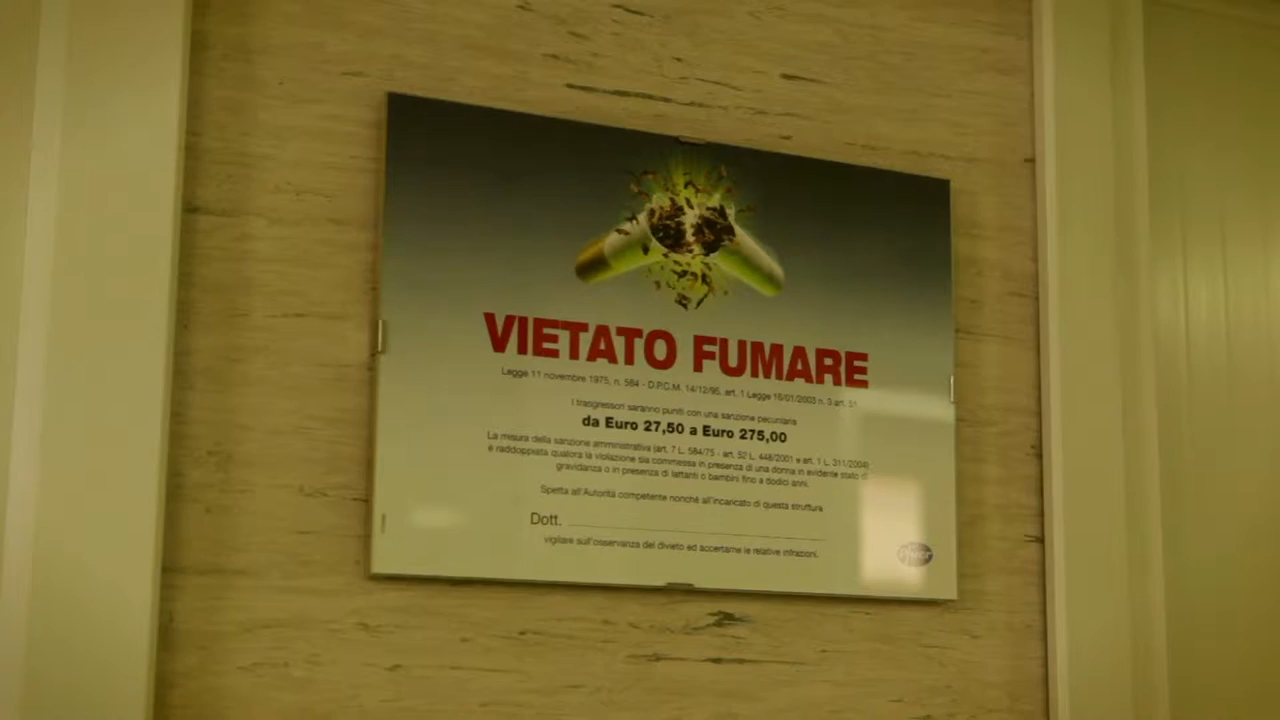 VIETATO FUMARE
Legge 11 novembre 1975, n. 584 - D.P.C.M. 14/12/95, art. 1 Legge 16/01/2003 n. 3 art. 51
I trasgressori saranno puniti con una sanzione pecuniaria
da Euro 27,50 a Euro 275,00
La misura della sanzione amministrativa (art. 7 L. 584/75 - art. 52 L. 448/2001 e art. 1 L. 311/2004)
è raddoppiata qualora la violazione sia commessa in presenza di una donna in evidente stato di
gravidanza o in presenza di lattanti o bambini fino a dodici anni.
Spetta all'Autorità competente nonchè all'incaricato di questa struttura
Dott.
vigilare sull'osservanza del divieto ed accertarne le relative infrazioni.
Pfizer